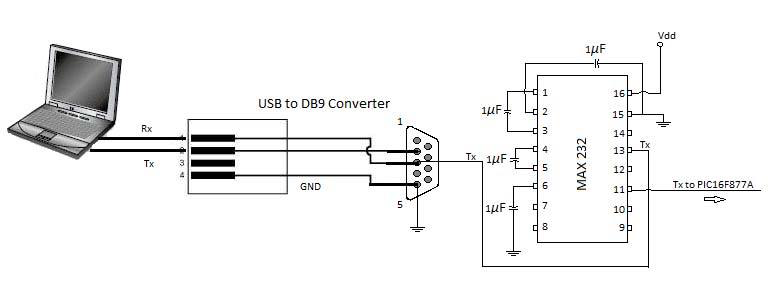 Vdd
1µF
USB to DB9 Converter
Rx
Tx
3
4
GND
1
5
Tx
1µF
1µF
1µF
MAX 232
1
2
3
4
5
6
7
8
16
15
14
13
12
11
10
9
Tx
Tx to PIC16F877A